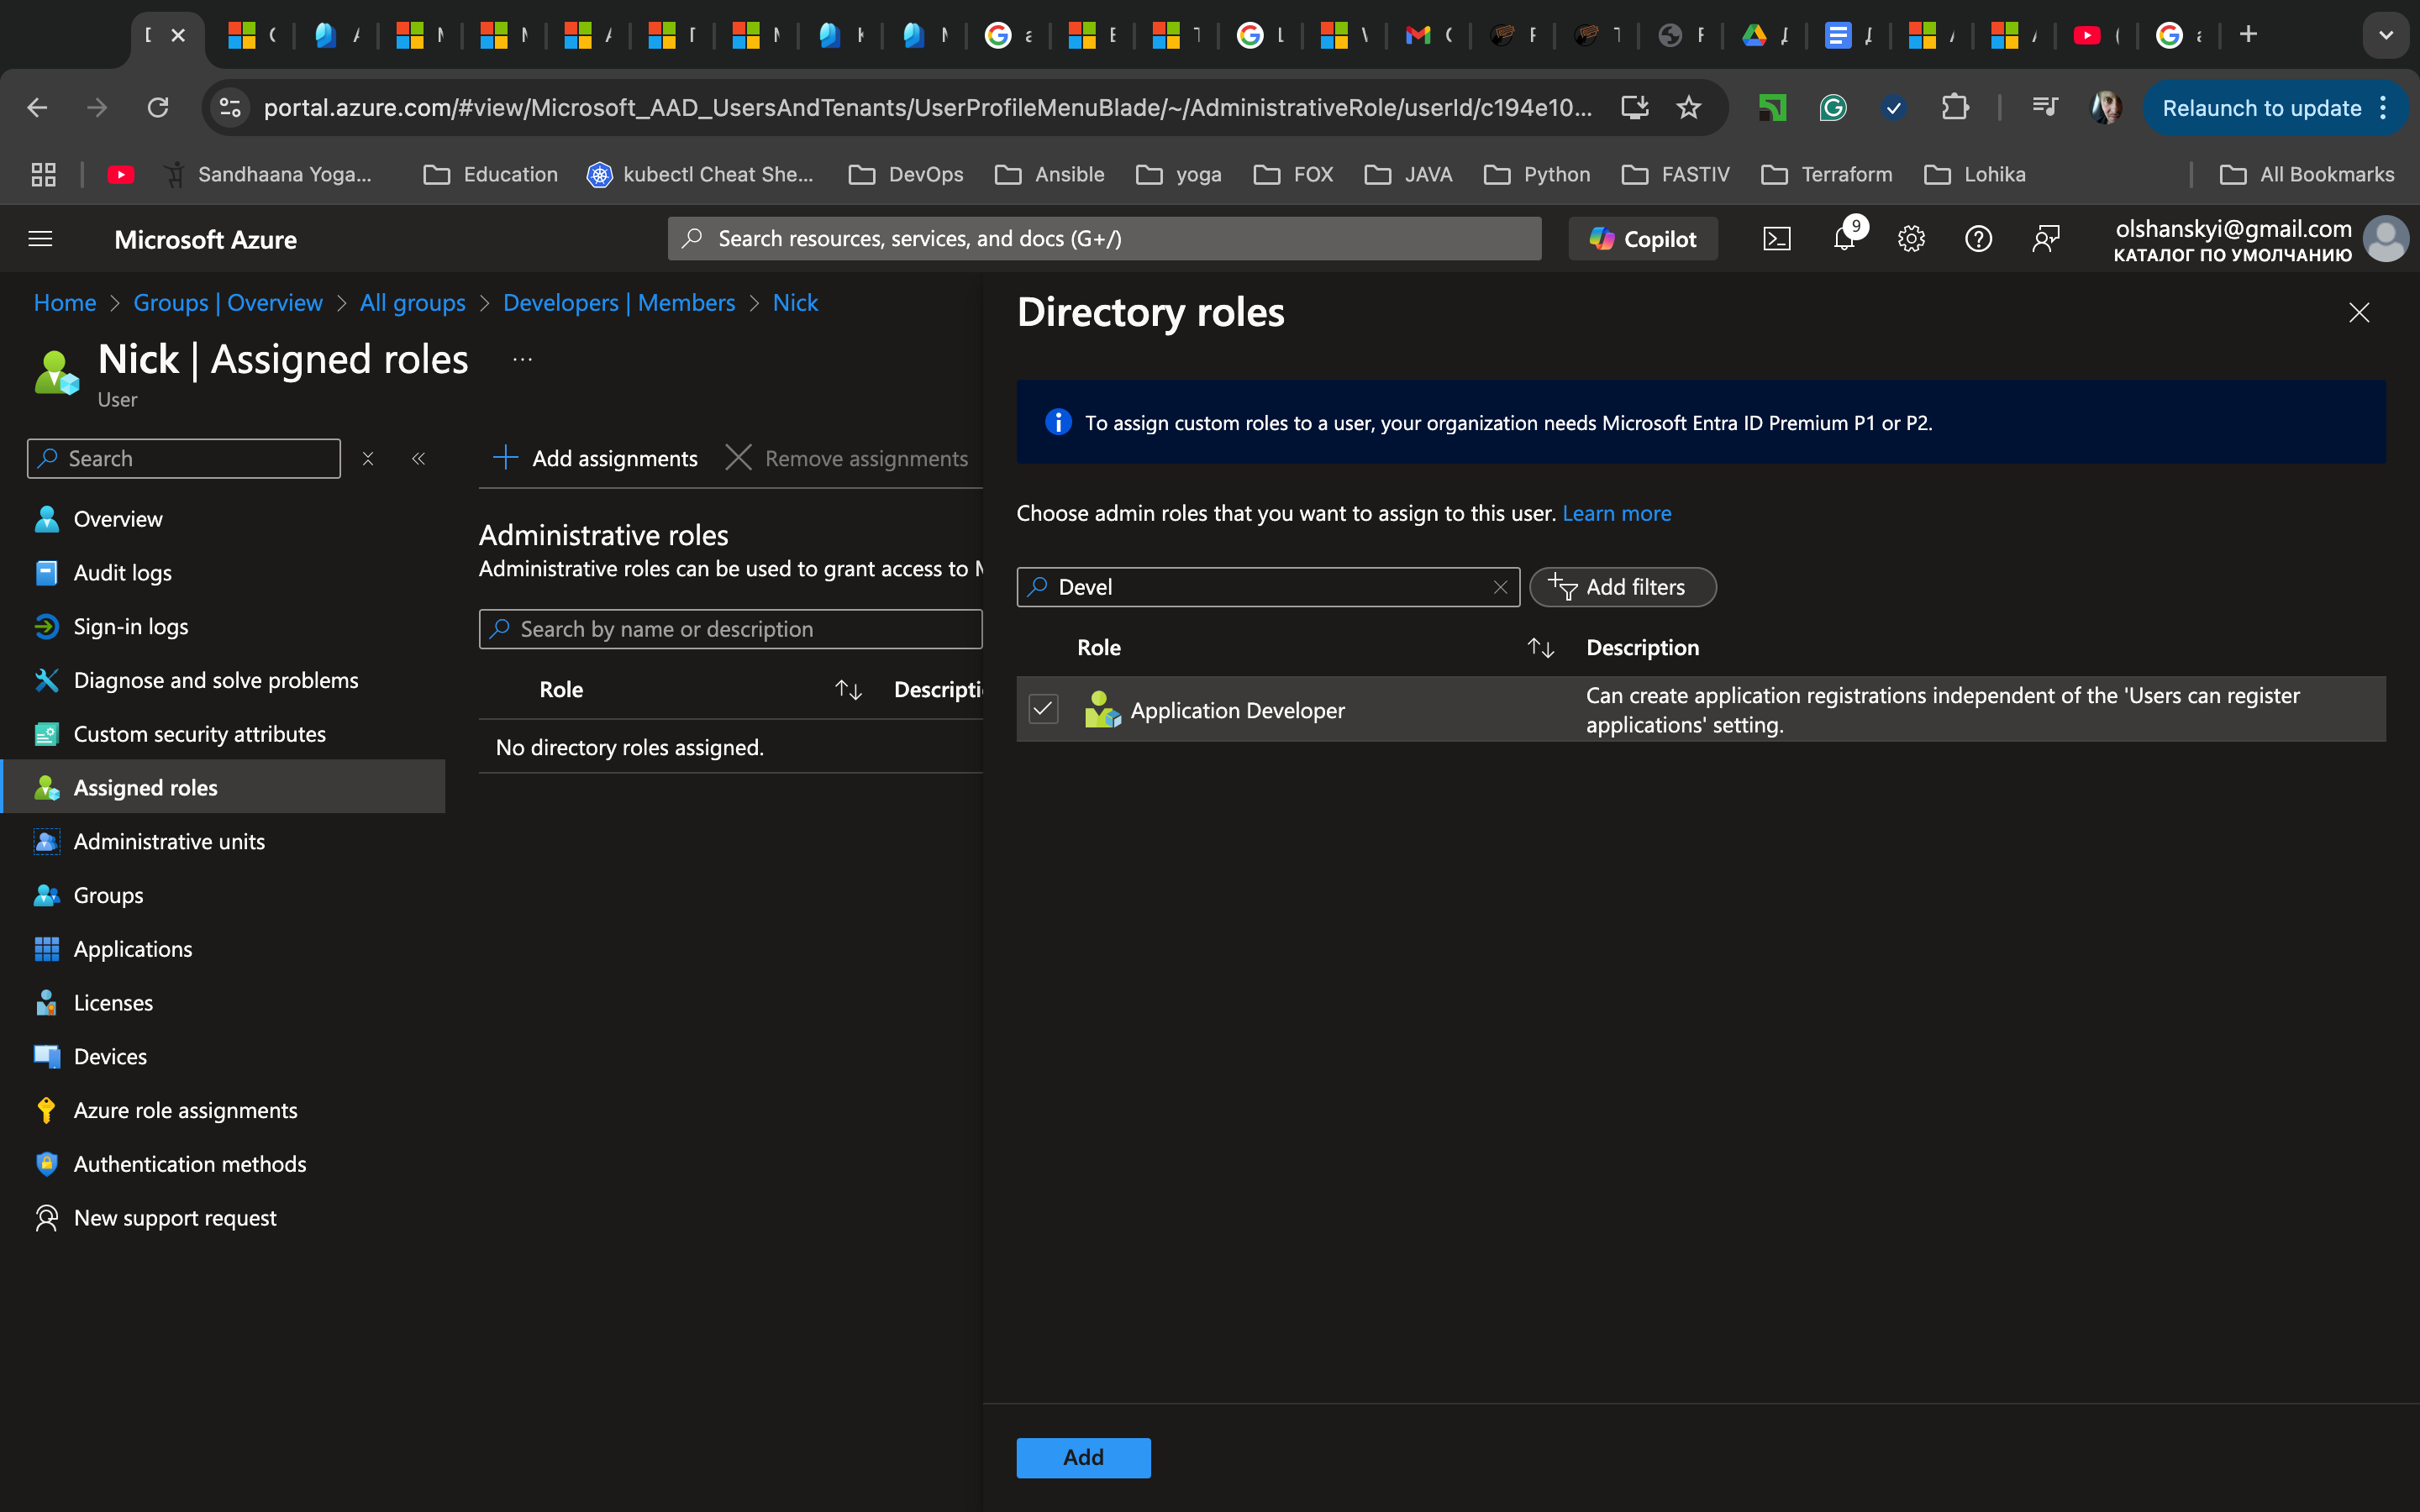 portal.azure.com/#view/Microsoft_AAD_UsersAndTenants/UserProfileMenuBlade/~/AdministrativeRole/userId/c194e10...
Relaunch to update
Sandhaana Yoga...
Education
kubectl Cheat She...
DevOps
Ansible
yoga
FOX
JAVA
Python
FASTIV
Terraform
Lohika
All Bookmarks
Microsoft Azure
Search resources, services, and docs (G+/)
Copilot
9
olshanskyi@gmail.com
КАТАЛОГ ПО УМОЛЧАНИЮ
Home > Groups | Overview > All groups > Developers | Members > Nick
Nick | Assigned roles
...
User
Search
Overview
Audit logs
Sign-in logs
Diagnose and solve problems
Custom security attributes
Assigned roles
Administrative units
Groups
Applications
Licenses
Devices
Azure role assignments
Authentication methods
New support request
Add assignments
Remove assignments
Administrative roles
Administrative roles can be used to grant access to
Search by name or description
Role
Descripti
No directory roles assigned.
Directory roles
To assign custom roles to a user, your organization needs Microsoft Entra ID Premium P1 or P2.
Choose admin roles that you want to assign to this user. Learn more
Devel
Add filters
Role
Description
Application Developer
Can create application registrations independent of the 'Users can register
applications' setting.
Add